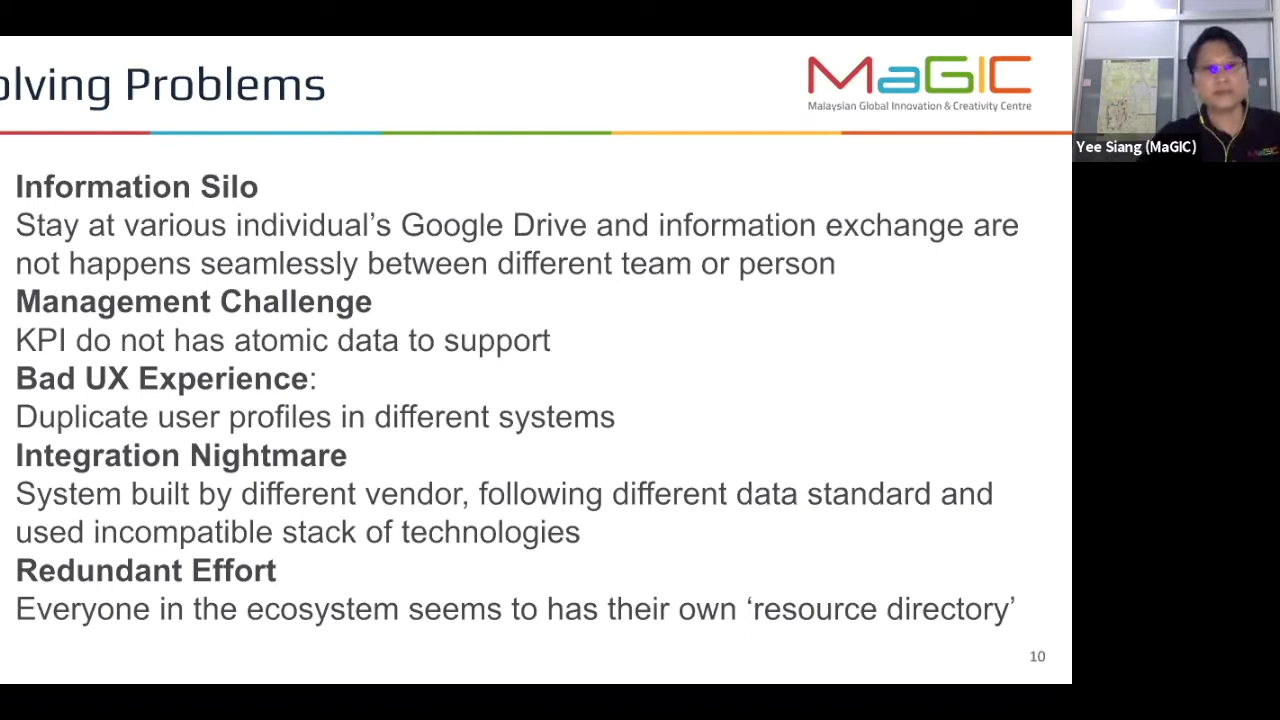 olving Problems
MaGIC
Malaysian Global Innovation & Creativity Centre
Yee Siang (MaGIC)
Information Silo
Stay at various individual’s Google Drive and information exchange are
not happens seamlessly between different team or person
Management Challenge
KPI do not has atomic data to support
Bad UX Experience:
Duplicate user profiles in different systems
Integration Nightmare
System built by different vendor, following different data standard and
used incompatible stack of technologies
Redundant Effort
Everyone in the ecosystem seems to has their own ‘resource directory’
10